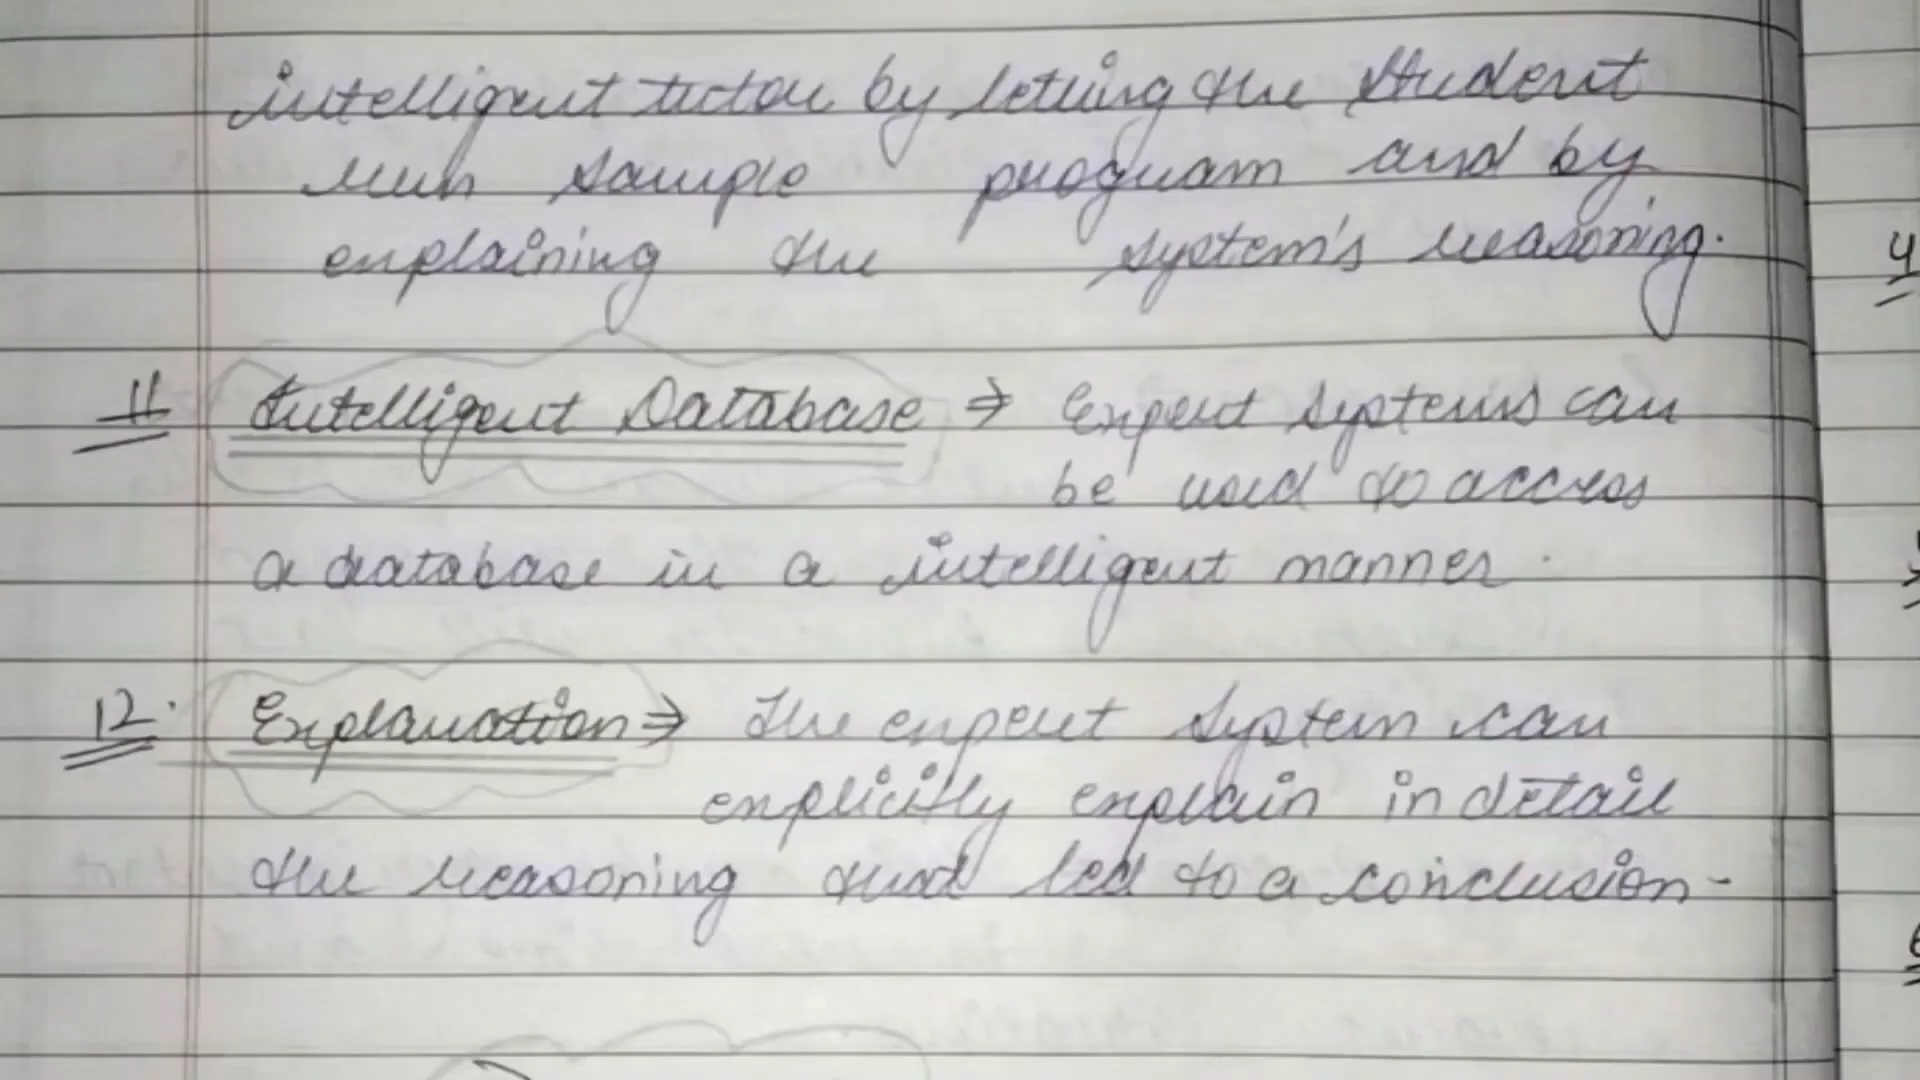 intelligent tutor by letting the student
run sample program and by
explaining the system's reasoning.
11 Intelligent Database ⇒ Expert systems can
be used to access
a database in a intelligent manner.
12. Explanation ⇒ The expert system can
explicitly explain in detail
the reasoning that led to a conclusion -
4